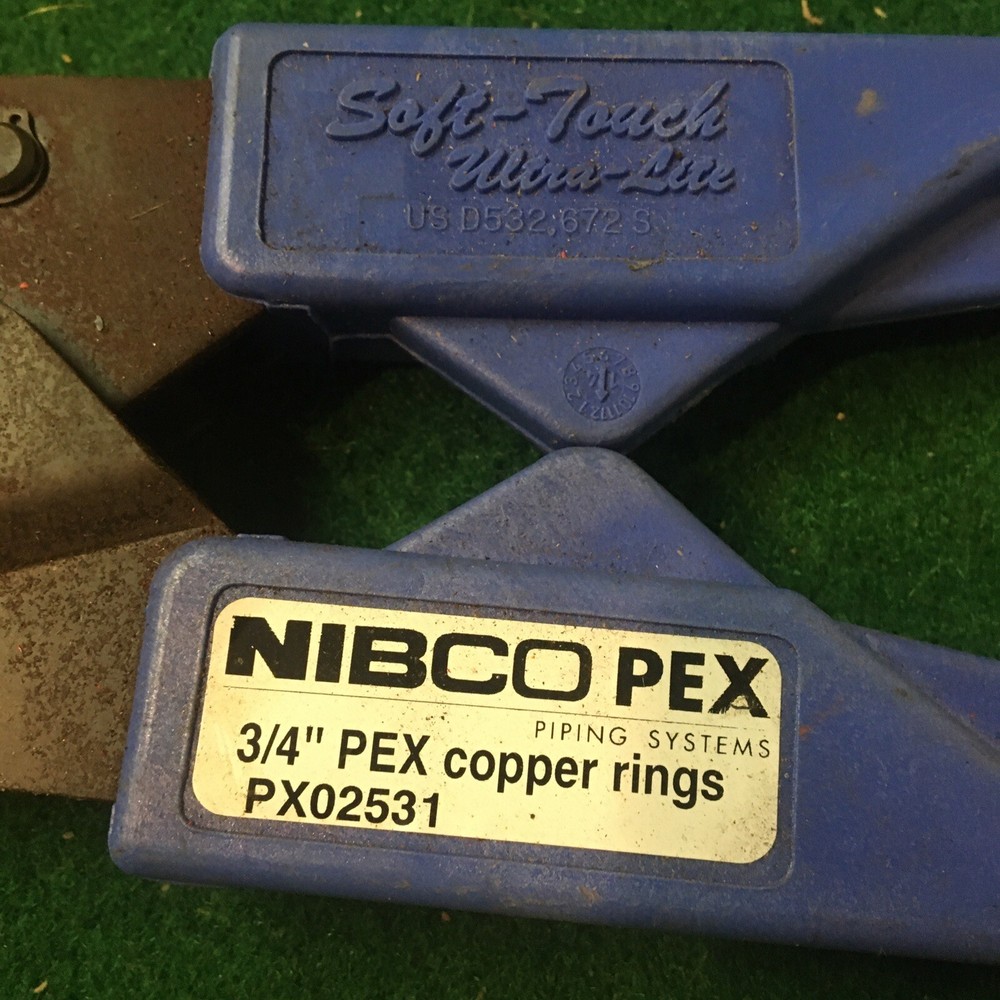 Soft-Touch
Ultra-Lite
US D532,672 S
NIBCO PEX
PIPING SYSTEMS
3/4" PEX copper rings
PX02531